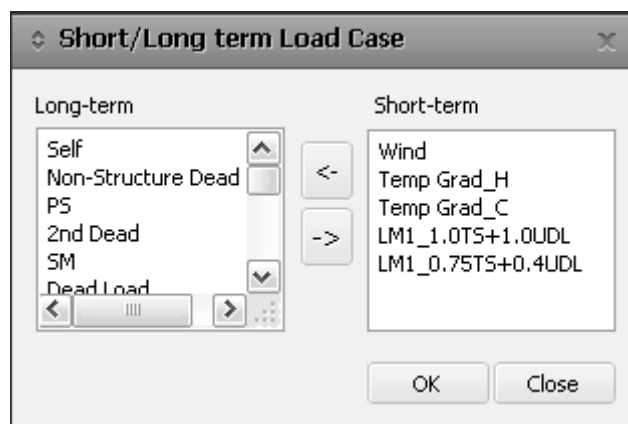 Short/Long term Load Case
Long-term
Self
Non-Structure Dead
PS
2nd Dead
SM
Dead Load
<-
->
Short-term
Wind
Temp Grad_H
Temp Grad_C
LM1_1.0TS+1.0UDL
LM1_0.75TS+0.4UDL
OK
Close